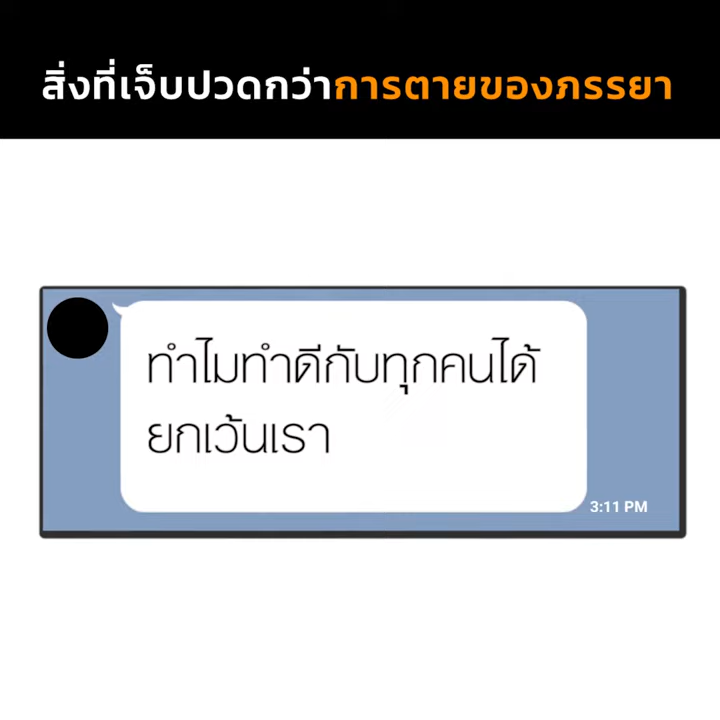 สิ่งที่เจ็บปวดกว่าการตายของภรรยา
ทำไมทำดีกับทุกคนได้
ยกเว้นเรา
3:11 PM